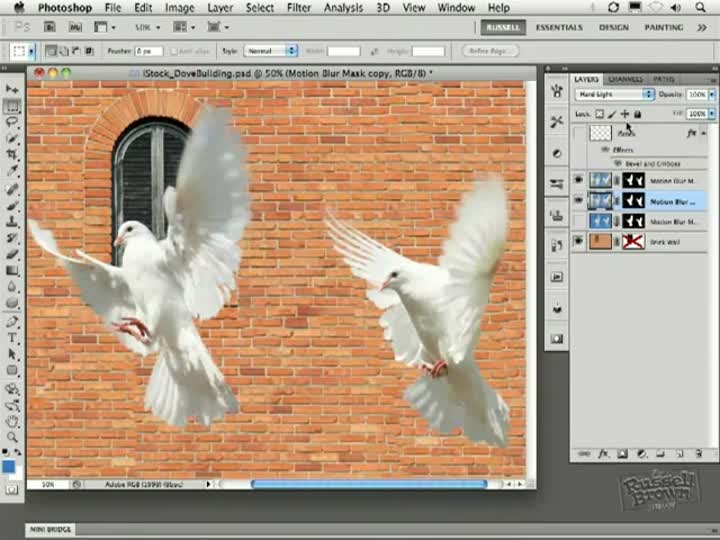 Photoshop File Edit Image Layer Select Filter Analysis 3D View Window Help
Ps Br Mb 50% RUSSELL ESSENTIALS DESIGN PAINTING
Feather: 0 px Anti-alias Style: Normal Width: Height: Refine Edge...
iStock_DoveBuilding.psd @ 50% (Motion Blur Mask copy, RGB/8) *
LAYERS CHANNELS PATHS
Hard Light Opacity: 100%
Lock: Fill: 100%
fx
Effects
Bevel and Emboss
Motion Blur M...
Motion Blur ...
Motion Blur M...
Brick Wall
50% Adobe RGB (1998) (8bpc)
Russell
Brown
MINI BRIDGE